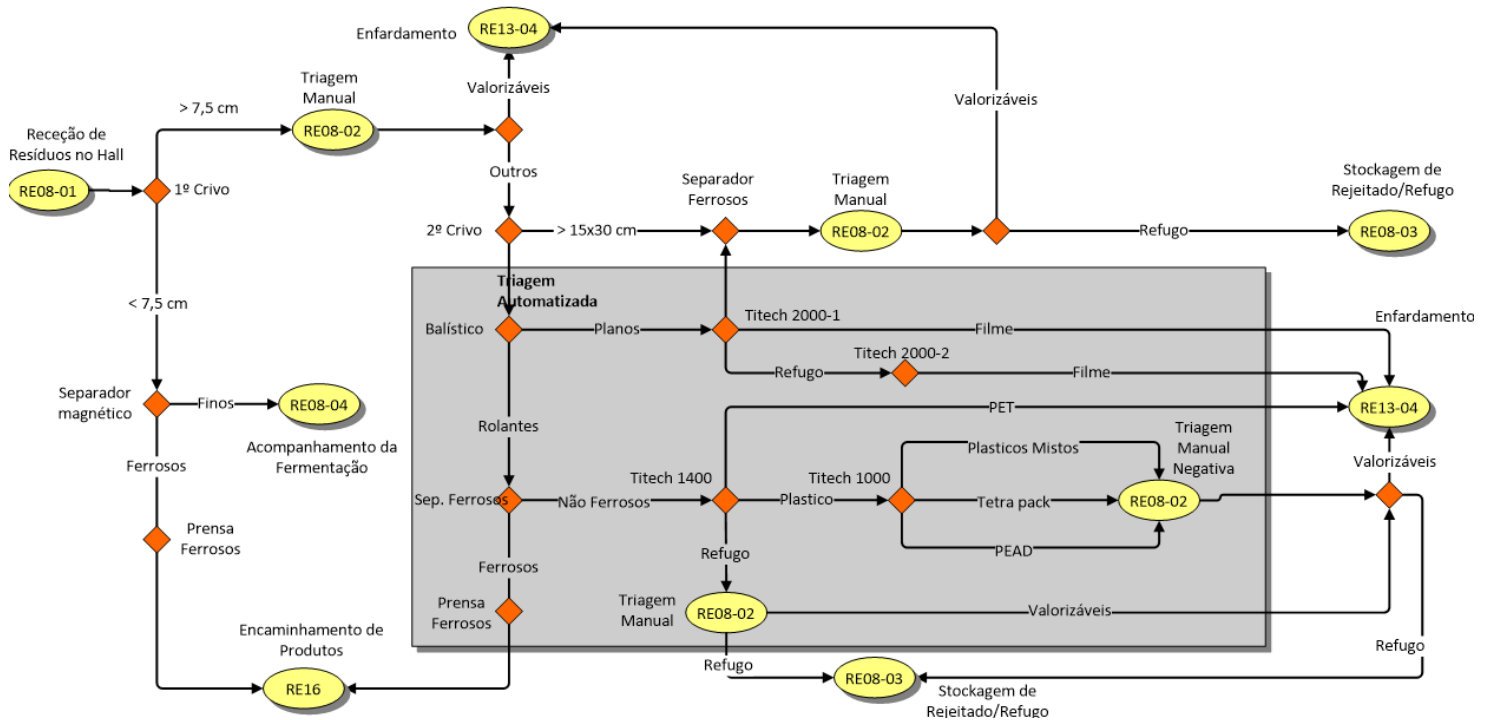 Enfardamento
RE13-04
Triagem
Manual
> 7,5 cm
Valorizáveis
Valorizáveis
Receção de
Resíduos no Hall
RE08-02
RE08-01
1º Crivo
Outros
Separador
Ferrosos
Triagem
Manual
Stockagem de
Rejeitado/Refugo
2º Crivo
> 15x30 cm
RE08-02
Refugo
RE08-03
Triagem
Automatizada
< 7,5 cm
Balístico
Planos
Titech 2000-1
Filme
Enfardamento
Titech 2000-2
Refugo
Filme
Separador
magnético
Finos
RE08-04
PET
RE13-04
Rolantes
Acompanhamento da
Fermentação
Triagem
Manual
Negativa
Plasticos Mistos
Ferrosos
Valorizáveis
Titech 1400
Titech 1000
Sep. Ferrosos
Não Ferrosos
Plastico
Tetra pack
RE08-02
Prensa
Ferrosos
Refugo
PEAD
Ferrosos
Prensa
Ferrosos
Triagem
Manual
RE08-02
Valorizáveis
Encaminhamento de
Produtos
Refugo
Refugo
RE16
RE08-03
Stockagem de
Rejeitado/Refugo